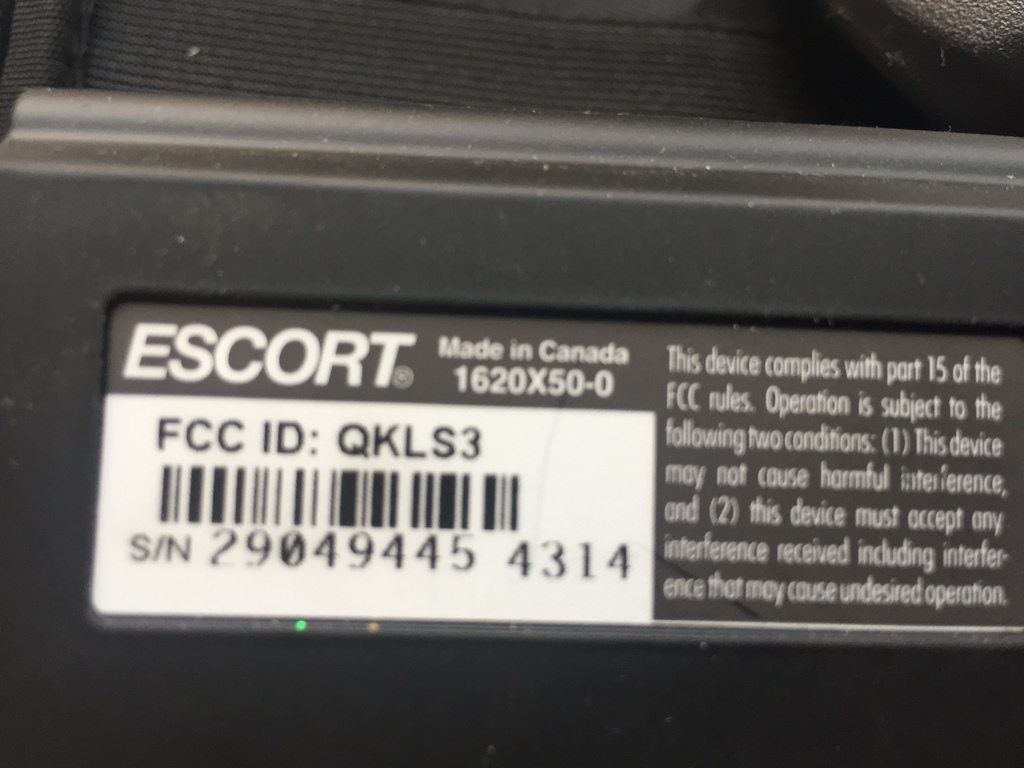 ESCORT®
Made in Canada
1620X50-0
FCC ID: QKLS3
S/N 29049445 4314
This device complies with part 15 of the
FCC rules. Operation is subject to the
following two conditions: (1) This device
may not cause harmful interference,
and (2) this device must accept any
interference received including interfer-
ence that may cause undesired operation.